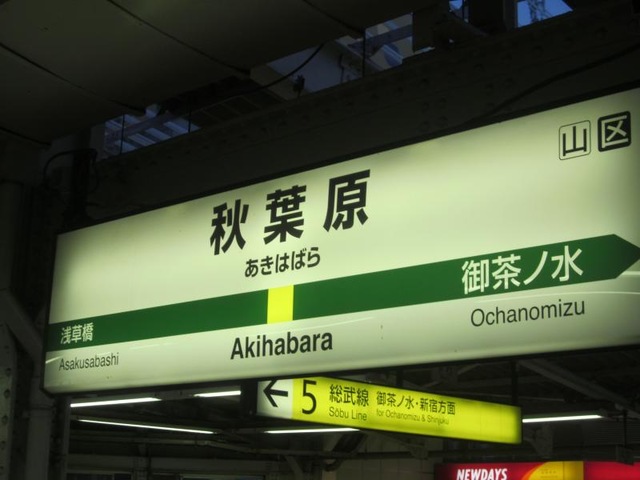 山 区
秋葉原
あきはばら
御茶ノ水
浅草橋
Akihabara
Ochanomizu
Asakusabashi
← 5 総武線 御茶ノ水・新宿方面
Sōbu Line for Ochanomizu & Shinjuku
NEWDAYS